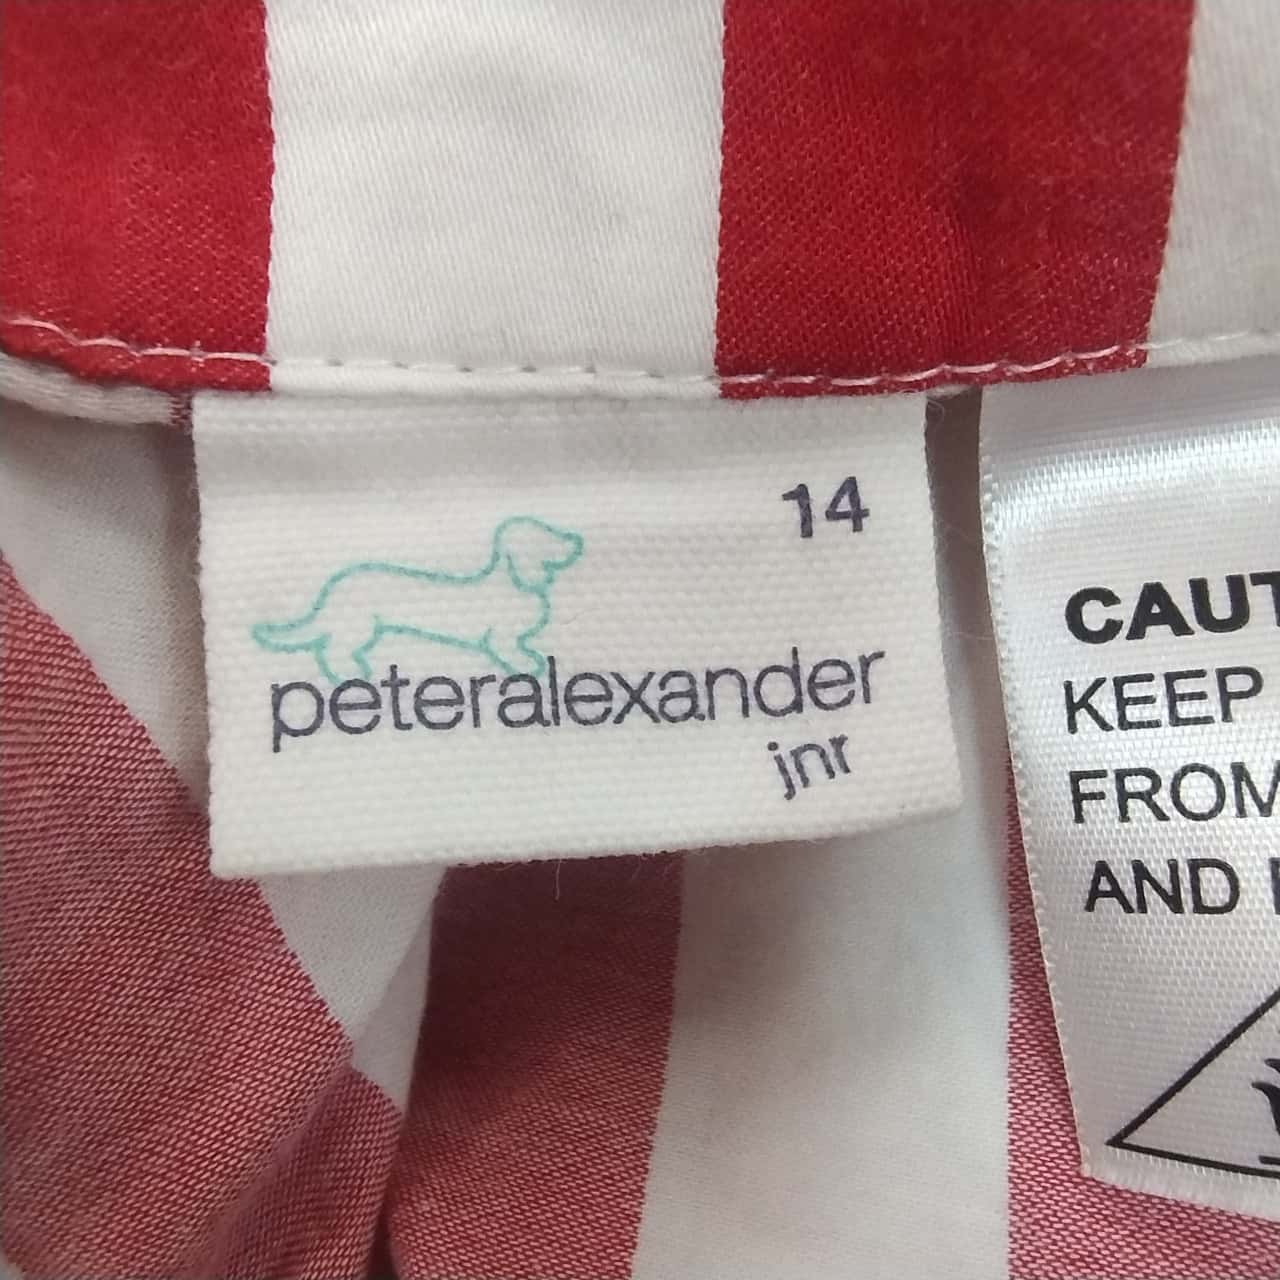 14
peteralexander
jnr
CAUT
KEEP
FROM
AND